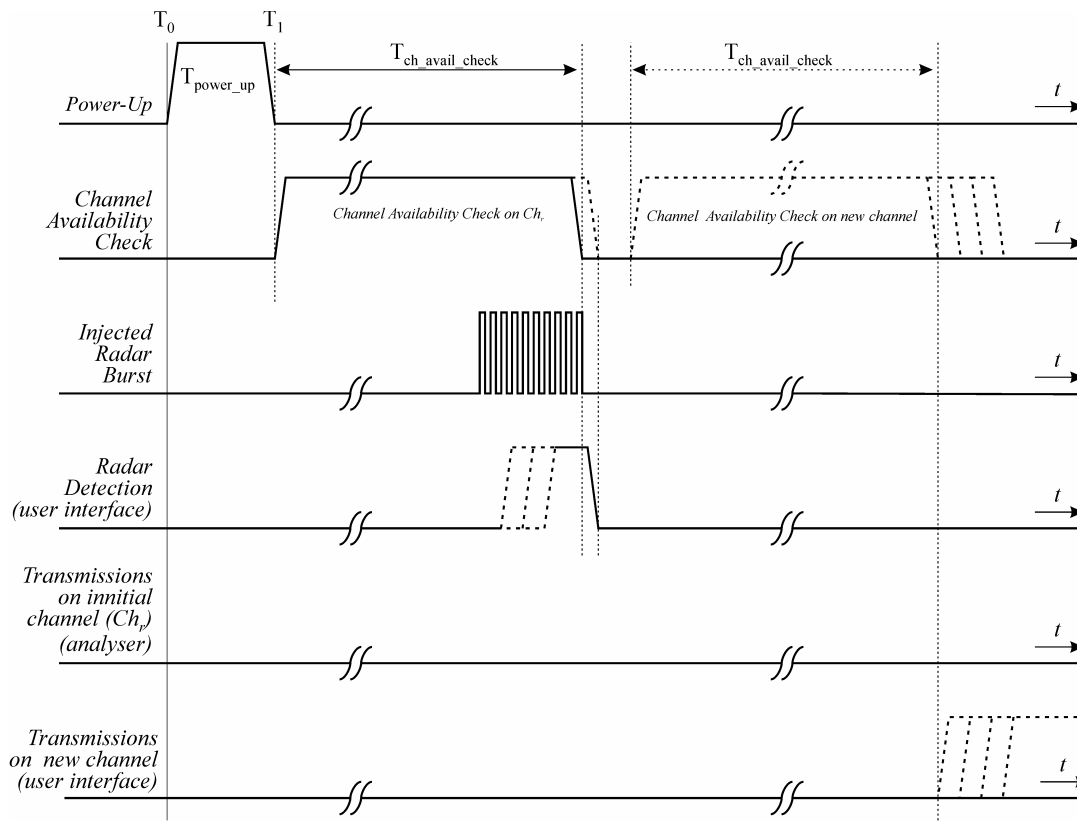 T0 T1
Tpower_up
Tch_avail_check
Tch_avail_check
Power-Up
t
Channel
Availability
Check
Channel Availability Check on Chr
Channel Availability Check on new channel
t
Injected
Radar
Burst
t
Radar
Detection
(user interface)
t
Transmissions
on innitial
channel (Chr)
(analyser)
t
Transmissions
on new channel
(user interface)
t